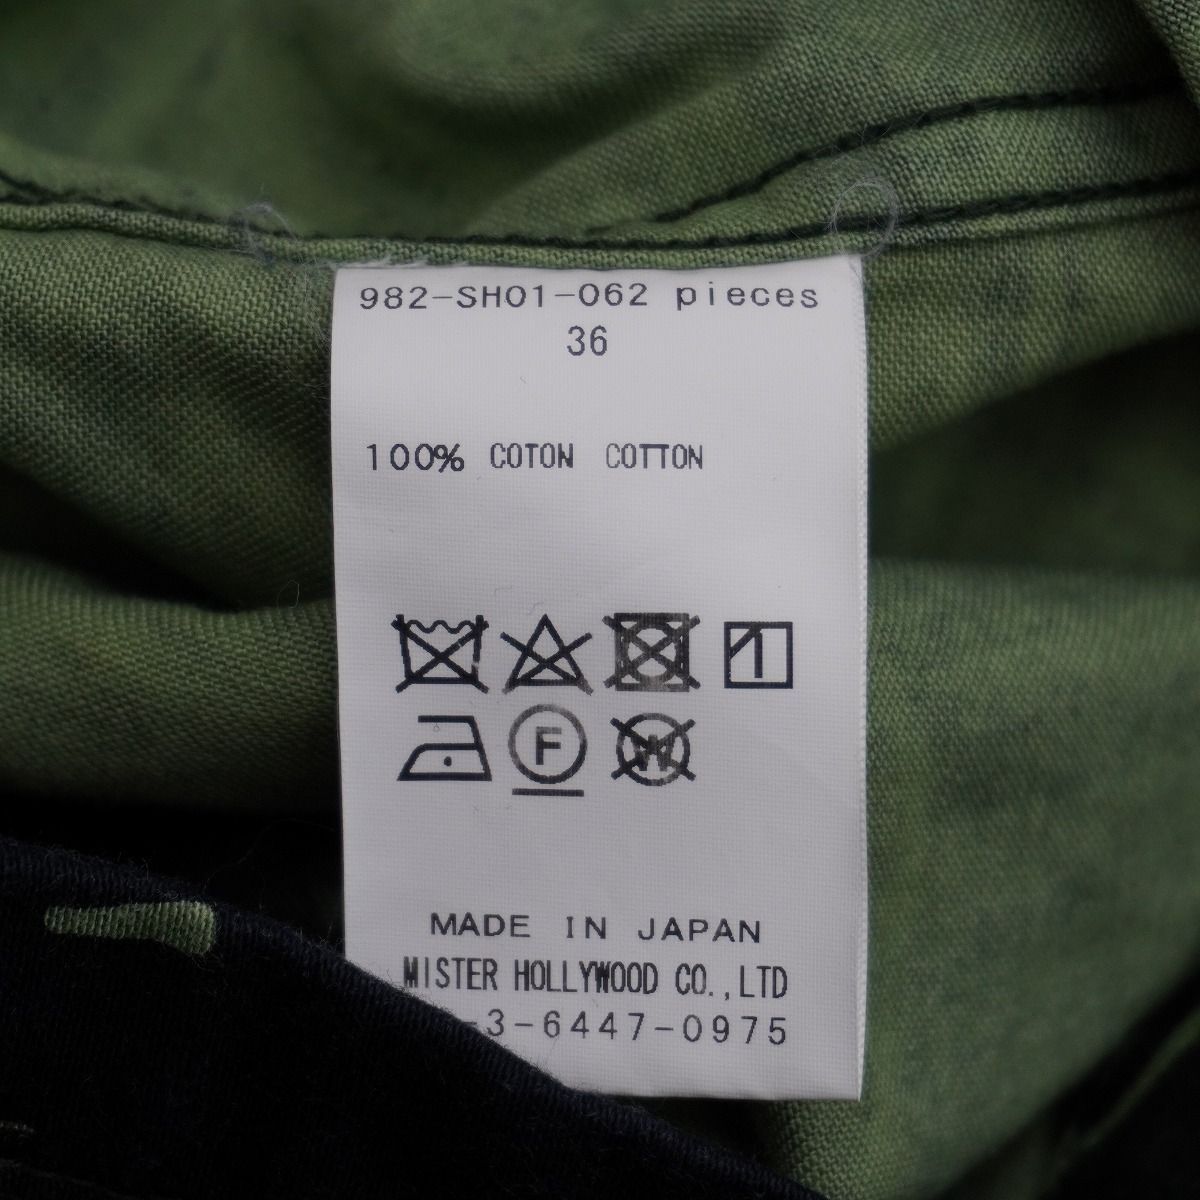 982-SH01-062 pieces
36
100% COTON COTTON
F
W
MADE IN JAPAN
MISTER HOLLYWOOD CO.,LTD
-3-6447-0975